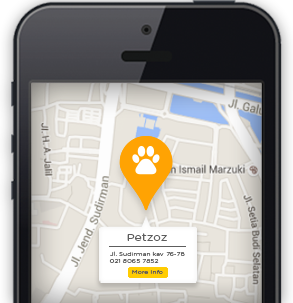 Jl. Galu
Jl. H. A. Jalil
n Ismail Marzuki
Jl. Jend. Sudirman
Jl. Setia Budi Selatan
Petzoz
Jl. Sudirman kav 76-78
021 8065 7852
More Info